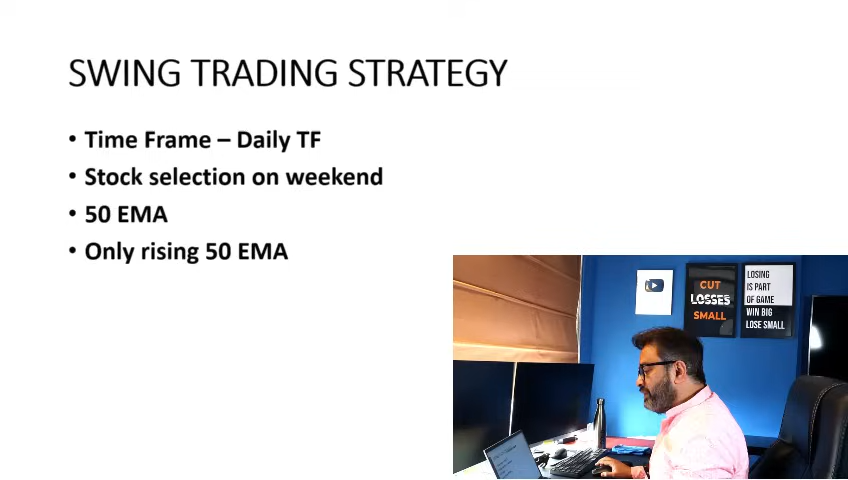 SWING TRADING STRATEGY
• Time Frame – Daily TF
• Stock selection on weekend
• 50 EMA
• Only rising 50 EMA
CUT
LOSSES
SMALL
LOSING
IS PART
OF GAME
WIN BIG
LOSE SMALL